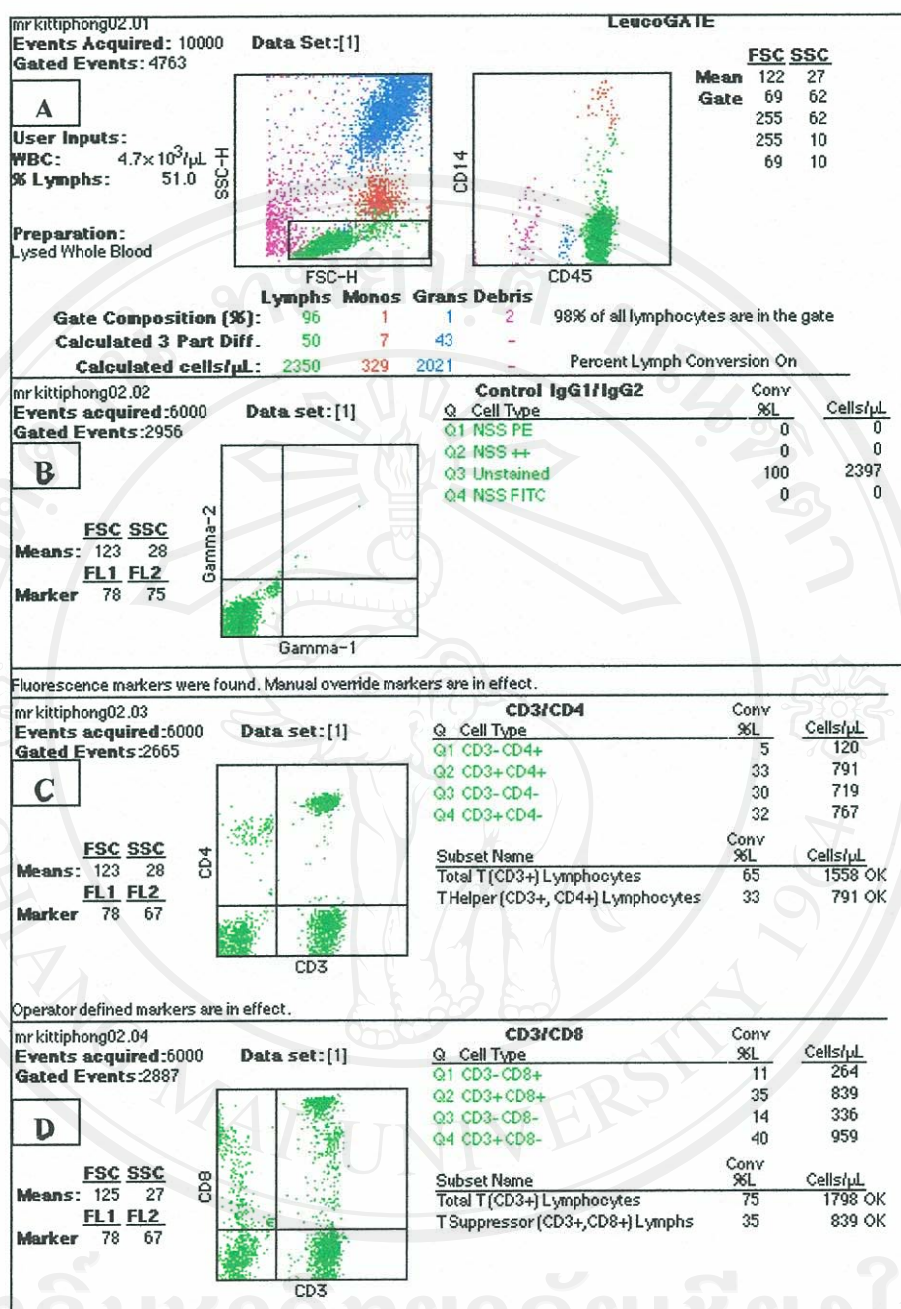 mr kittiphong02.01
LeucoGATE
Events Acquired: 10000 Data Set:[1]
Gated Events: 4763
FSC SSC
Mean 122 27
Gate 69 62
255 62
255 10
69 10
A
User Inputs:
WBC: 4.7×10³/µL
% Lymphs: 51.0
Preparation:
Lysed Whole Blood
SSC-H
FSC-H
CD14
CD45
Lymphs Monos Grans Debris
Gate Composition (%): 96 1 1 2 98% of all lymphocytes are in the gate
Calculated 3 Part Diff. 50 7 43 -
Calculated cells/µL: 2350 329 2021 - Percent Lymph Conversion On
mr kittiphong02.02
Events acquired:6000 Data set:[1]
Gated Events:2956
B
FSC SSC
Means: 123 28
FL1 FL2
Marker 78 75
Gamma-2
Gamma-1
Control IgG1/IgG2 Conv
Q Cell Type %L Cells/µL
Q1 NSS PE 0 0
Q2 NSS ++ 0 0
Q3 Unstained 100 2397
Q4 NSS FITC 0 0
Fluorescence markers were found. Manual override markers are in effect.
mr kittiphong02.03
Events acquired:6000 Data set:[1]
Gated Events:2665
C
FSC SSC
Means: 123 28
FL1 FL2
Marker 78 67
CD4
CD3
CD3/CD4 Conv
Q Cell Type %L Cells/µL
Q1 CD3-CD4+ 5 120
Q2 CD3+CD4+ 33 791
Q3 CD3-CD4- 30 719
Q4 CD3+CD4- 32 767
Conv
Subset Name %L Cells/µL
Total T (CD3+) Lymphocytes 65 1558 OK
T Helper (CD3+, CD4+) Lymphocytes 33 791 OK
Operator defined markers are in effect.
mr kittiphong02.04
Events acquired:6000 Data set:[1]
Gated Events:2887
D
FSC SSC
Means: 125 27
FL1 FL2
Marker 78 67
CD8
CD3
CD3/CD8 Conv
Q Cell Type %L Cells/µL
Q1 CD3-CD8+ 11 264
Q2 CD3+CD8+ 35 839
Q3 CD3-CD8- 14 336
Q4 CD3+CD8- 40 959
Conv
Subset Name %L Cells/µL
Total T (CD3+) Lymphocytes 75 1798 OK
T Suppressor (CD3+,CD8+) Lymphs 35 839 OK
MAI UNIVERSITY 1964